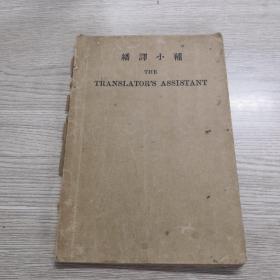 繙譯小補
THE
TRANSLATOR'S ASSISTANT